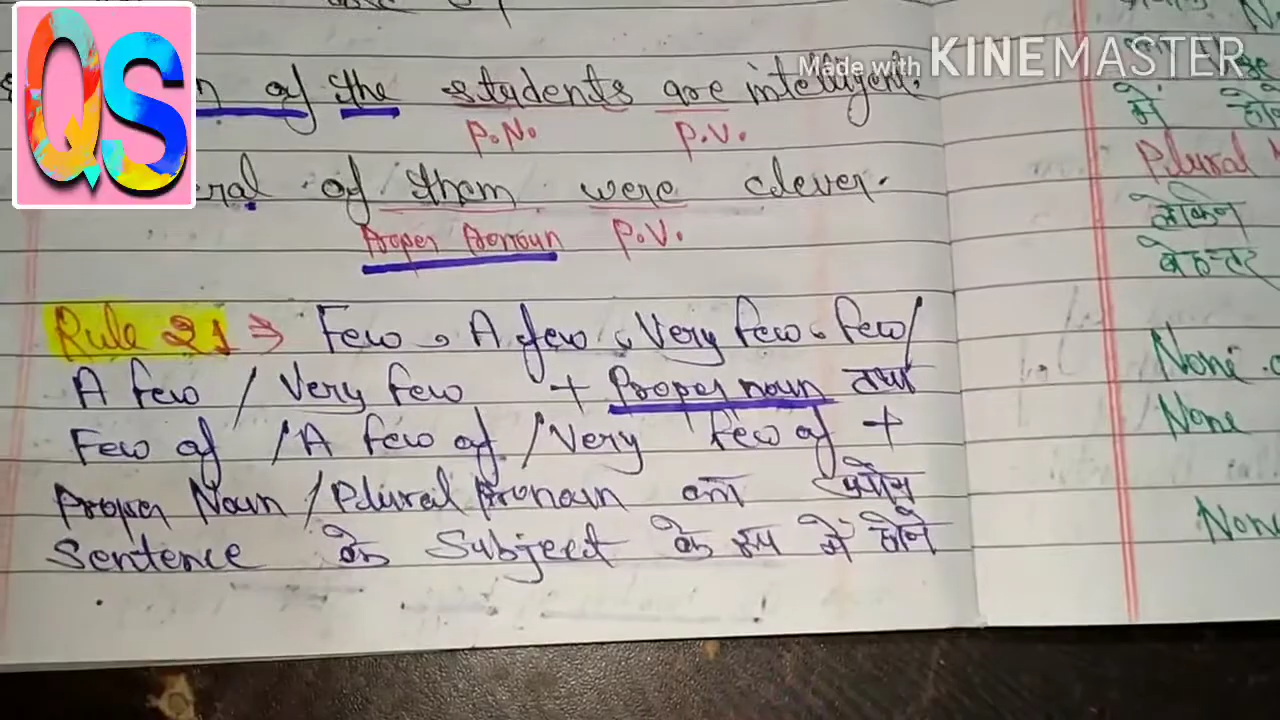 QS
Made with KINEMASTER
of the students are intelligent.
P.N. P.V.
of them were clever.
Proper Pronoun P.V.
Rule 21 ⇒ Few, A few, Very few. Few/
A few / Very few + Proper noun तथा
Few of / A few of / Very few of +
Proper Noun / Plural Pronoun का प्रयोग
Sentence के Subject के रूप में होने
में होने
Plural
लेकिन
None
None
None